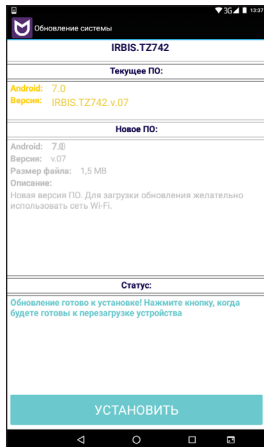 3G 13:37
Обновление системы
IRBIS.TZ742
Текущее ПО:
Android: 7.0
Версия: IRBIS.TZ742.v.07
Новое ПО:
Android: 7.0
Версия: v.07
Размер файла: 1,5 MB
Описание:
Новая версия ПО. Для загрузки обновления желательно
использовать сеть Wi-Fi.
Статус:
Обновление готово к установке! Нажмите кнопку, когда
будете готовы к перезагрузке устройства
УСТАНОВИТЬ